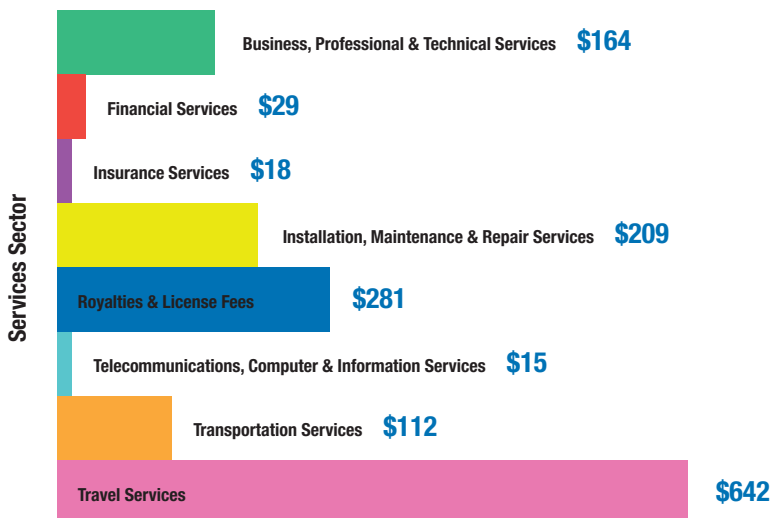 Services Sector
Business, Professional & Technical Services $164
Financial Services $29
Insurance Services $18
Installation, Maintenance & Repair Services $209
Royalties & License Fees $281
Telecommunications, Computer & Information Services $15
Transportation Services $112
Travel Services $642